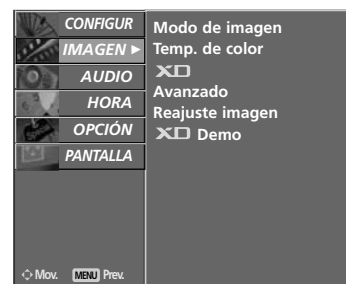 CONFIGUR
IMAGEN ►
AUDIO
HORA
OPCIÓN
PANTALLA
Mov. MENU Prev.
Modo de imagen
Temp. de color
XD
Avanzado
Reajuste imagen
XD Demo